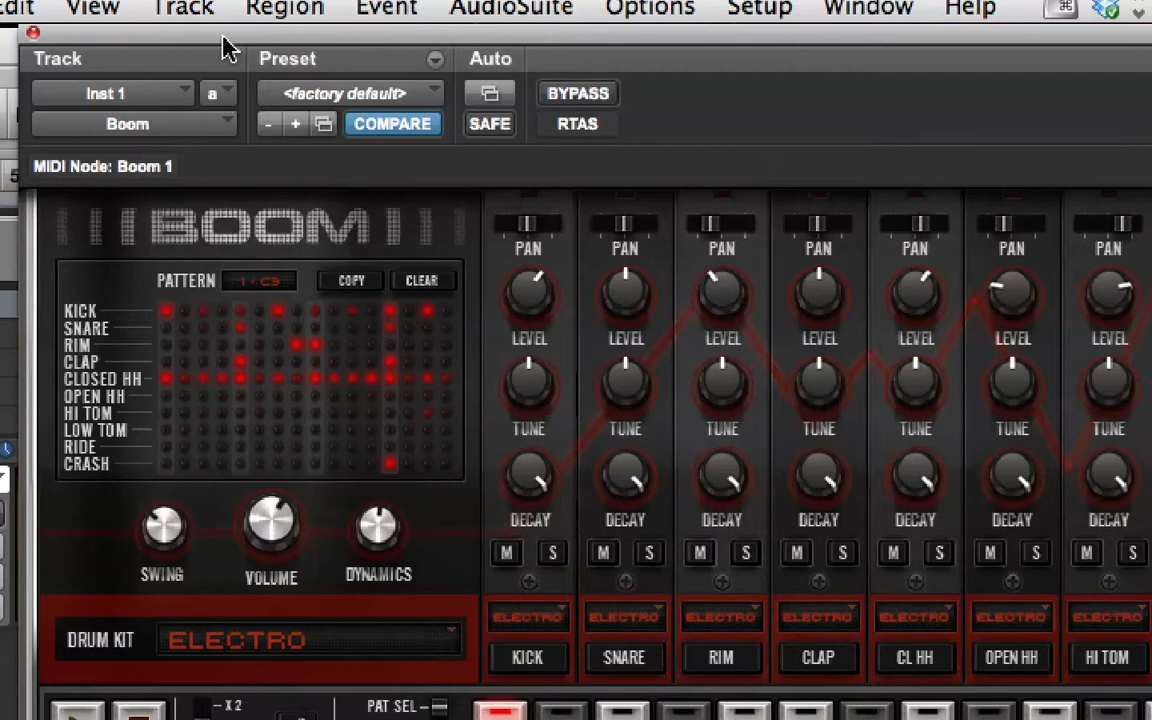 Edit View Track Region Event AudioSuite Options Setup Window Help
Track Preset Auto
Inst 1 a <factory default> BYPASS
Boom - + COMPARE SAFE RTAS
MIDI Node: Boom 1
BOOM
PATTERN 1 - C3 COPY CLEAR
KICK
SNARE
RIM
CLAP
CLOSED HH
OPEN HH
HI TOM
LOW TOM
RIDE
CRASH
SWING VOLUME DYNAMICS
DRUM KIT ELECTRO
PAN PAN PAN PAN PAN PAN PAN
LEVEL LEVEL LEVEL LEVEL LEVEL LEVEL LEVEL
TUNE TUNE TUNE TUNE TUNE TUNE TUNE
DECAY DECAY DECAY DECAY DECAY DECAY DECAY
M S M S M S M S M S M S M S
ELECTRO ELECTRO ELECTRO ELECTRO ELECTRO ELECTRO ELECTRO
KICK SNARE RIM CLAP CL HH OPEN HH HI TOM
X2 PAT SEL